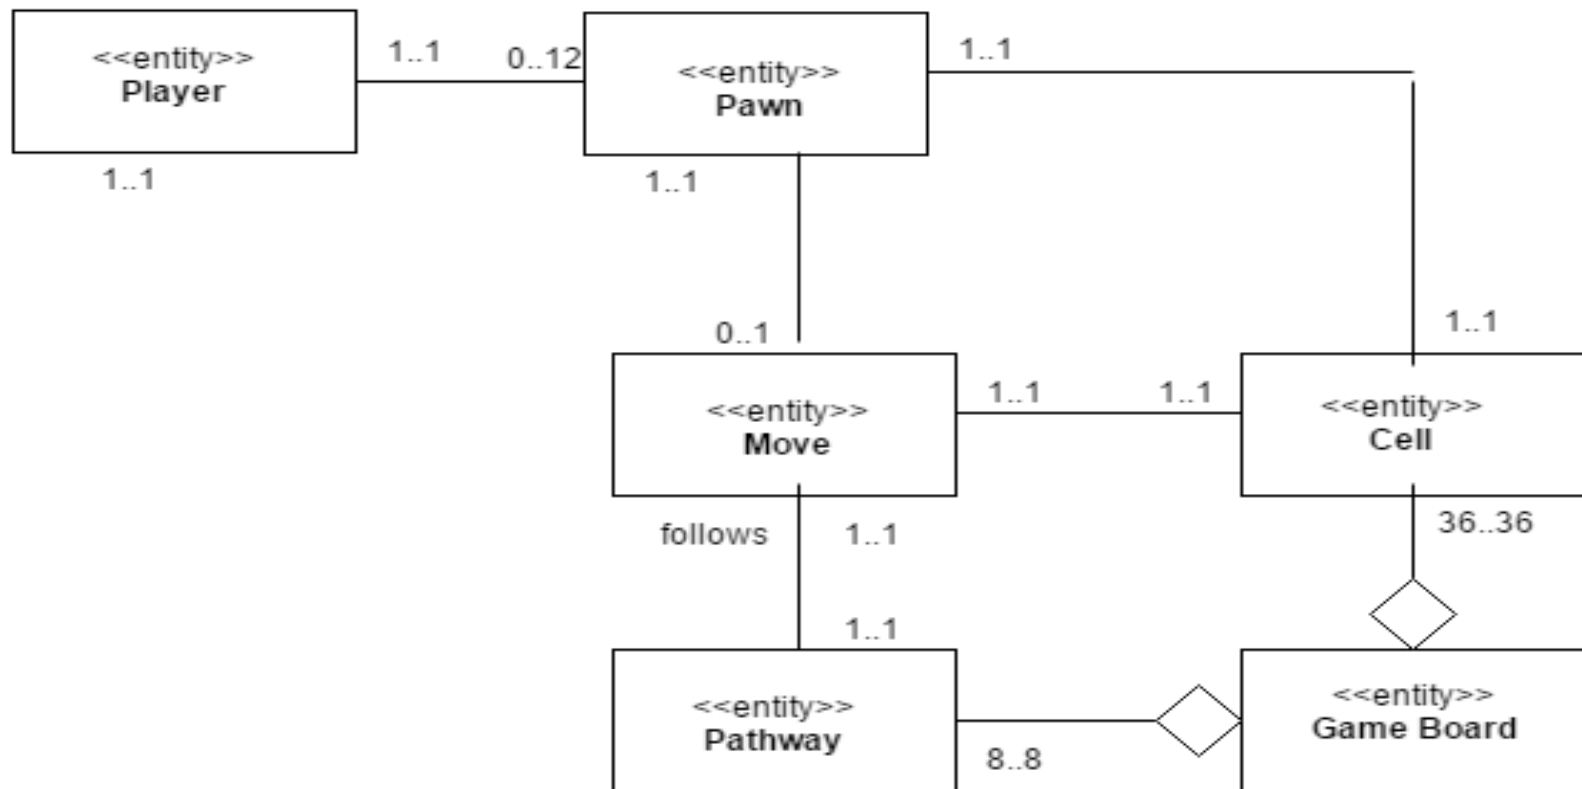 <<entity>>
Player
1..1
0..12
<<entity>>
Pawn
1..1
1..1
1..1
0..1
1..1
<<entity>>
Move
1..1
1..1
<<entity>>
Cell
follows
1..1
36..36
1..1
<<entity>>
Pathway
8..8
<<entity>>
Game Board